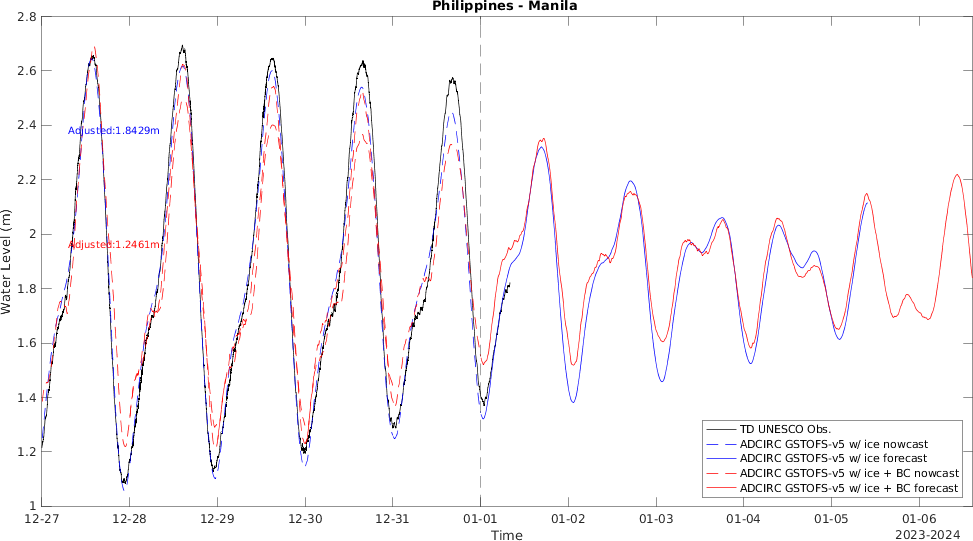 Philippines - Manila
2.8
2.6
2.4
2.2
2
1.8
1.6
1.4
1.2
1
Water Level (m)
Adjusted:1.8429m
Adjusted:1.2461m
TD UNESCO Obs.
ADCIRC GSTOFS-v5 w/ ice nowcast
ADCIRC GSTOFS-v5 w/ ice forecast
ADCIRC GSTOFS-v5 w/ ice + BC nowcast
ADCIRC GSTOFS-v5 w/ ice + BC forecast
12-27 12-28 12-29 12-30 12-31 01-01 01-02 01-03 01-04 01-05 01-06
Time
2023-2024